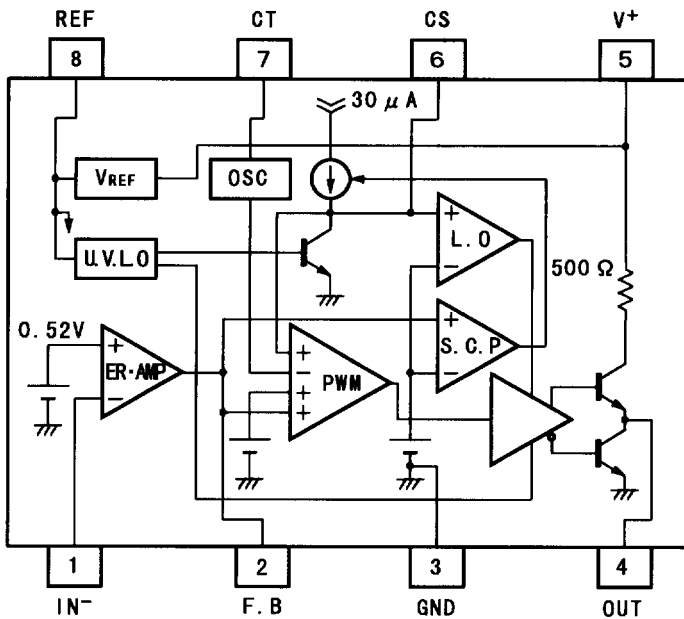 REF CT CS V+
8 7 6 5
30 μA
VREF OSC
+
L.O
−
U.V.L.O
500 Ω
0.52V
+
ER·AMP
−
+
S.C.P
−
+
−
+
+
PWM
1 2 3 4
IN− F.B GND OUT